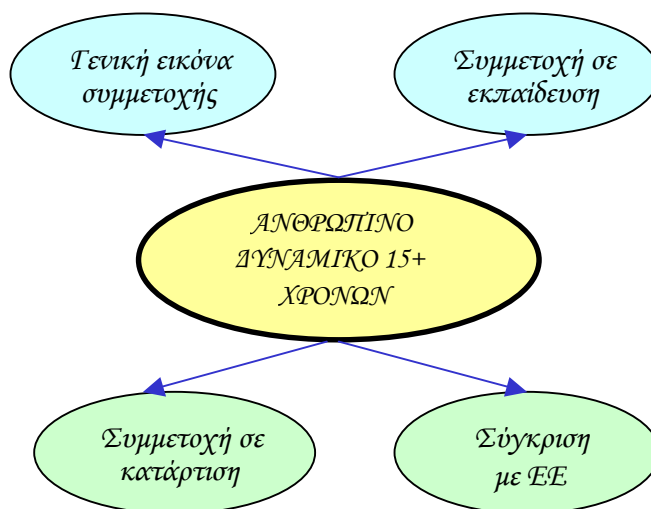 Γενική εικόνα
συμμετοχής
Συμμετοχή σε
εκπαίδευση
ΑΝΘΡΩΠΙΝΟ
ΔΥΝΑΜΙΚΟ 15+
ΧΡΟΝΩΝ
Συμμετοχή σε
κατάρτιση
Σύγκριση
με ΕΕ